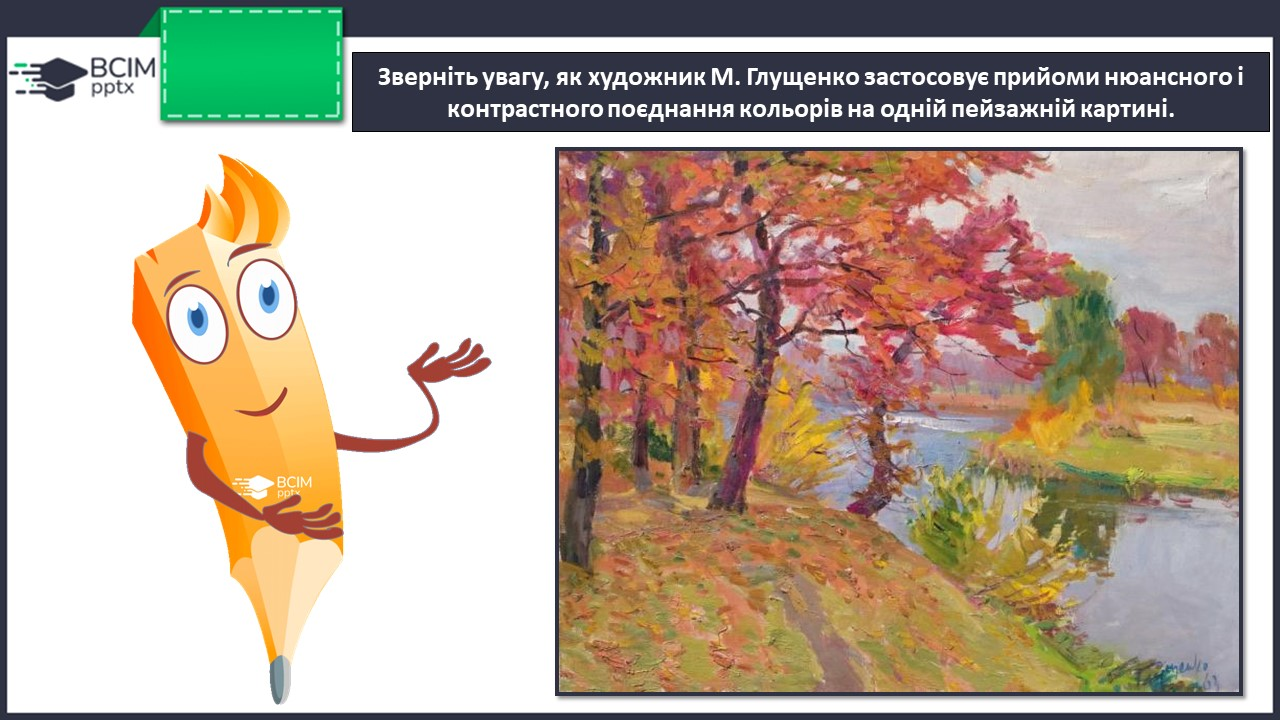 ВСІМ
pptx
Зверніть увагу, як художник М. Глущенко застосовує прийоми нюансного і
контрастного поєднання кольорів на одній пейзажній картині.
ВСІМ
pptx